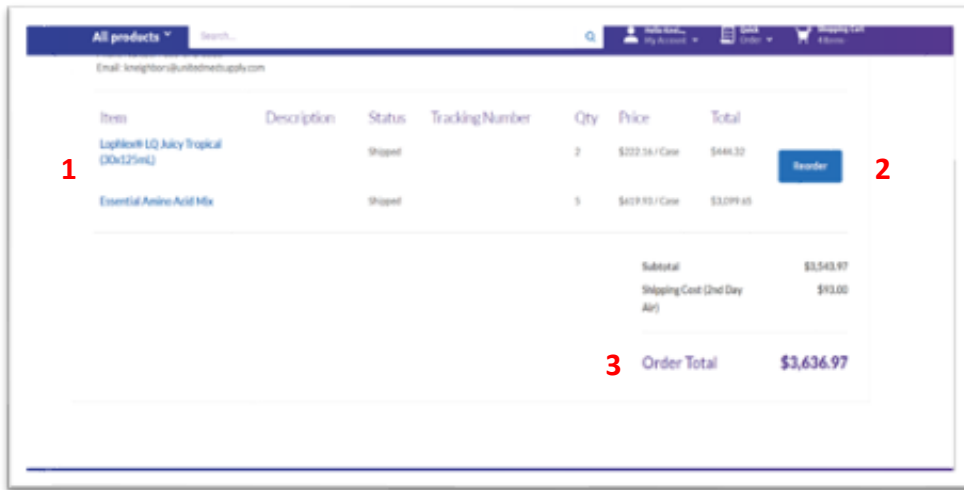 All products
Search...
Hello
My Account
Quick
Order
Shopping Cart
4 Items
Email: kneighbors@unitedmedsupply.com
Item Description Status Tracking Number Qty Price Total
Lophlex® LQ Juicy Tropical
(30x125mL)
Shipped 2 $222.16 / Case $444.32
1
Reorder
2
Essential Amino Acid Mix Shipped 5 $619.93 / Case $3,099.65
Subtotal $3,543.97
Shipping Cost (2nd Day
Air)
$93.00
3 Order Total $3,636.97